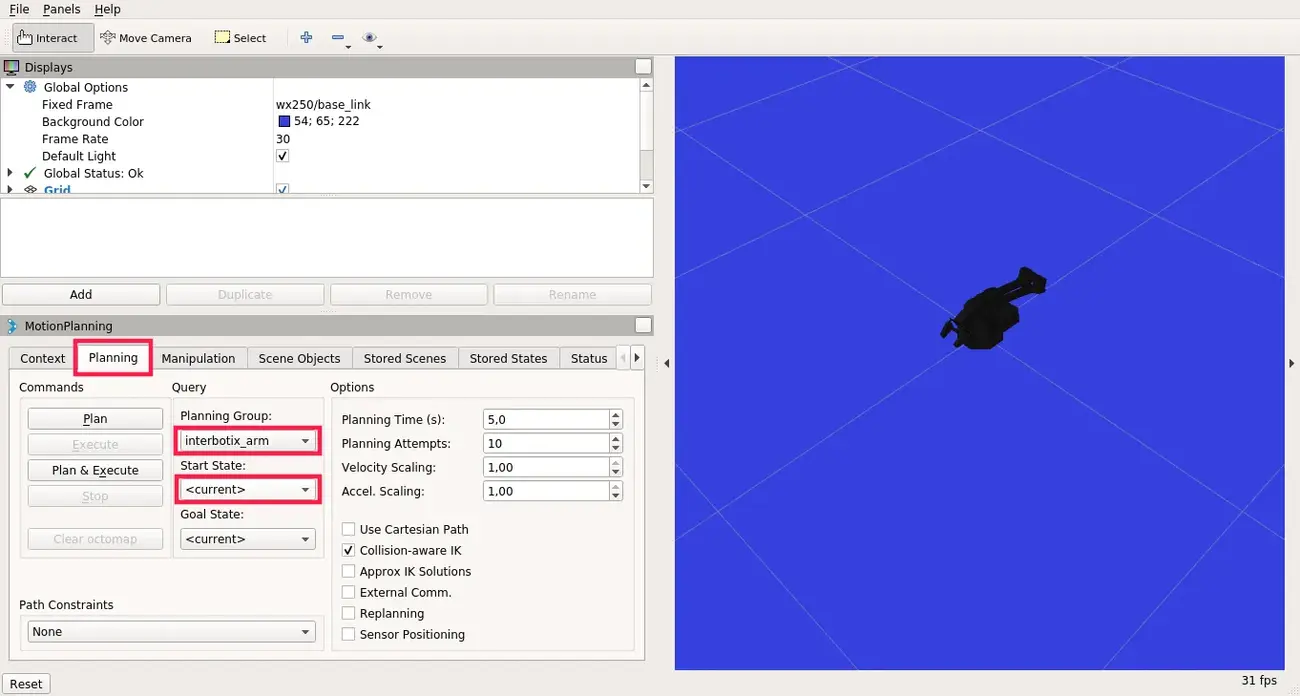 File Panels Help
Interact Move Camera Select
Displays
Global Options
Fixed Frame wx250/base_link
Background Color 54; 65; 222
Frame Rate 30
Default Light
Global Status: Ok
Grid
Add Duplicate Remove Rename
MotionPlanning
Context Planning Manipulation Scene Objects Stored Scenes Stored States Status
Commands Query Options
Plan
Execute
Plan & Execute
Stop
Clear octomap
Planning Group:
interbotix_arm
Start State:
<current>
Goal State:
<current>
Path Constraints
None
Planning Time (s): 5,0
Planning Attempts: 10
Velocity Scaling: 1,00
Accel. Scaling: 1,00
Use Cartesian Path
Collision-aware IK
Approx IK Solutions
External Comm.
Replanning
Sensor Positioning
Reset
31 fps